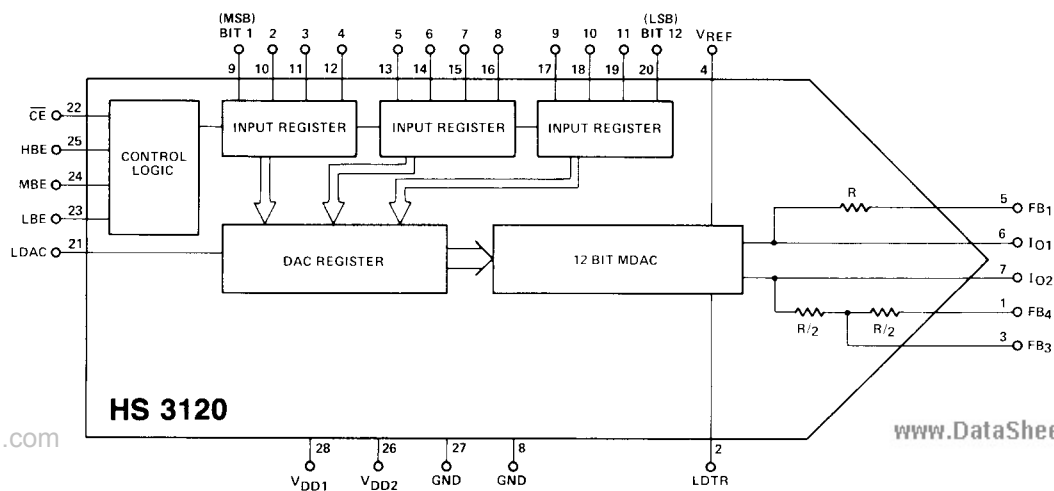 (MSB)
BIT 1 2 3 4 5 6 7 8 9 10 11 (LSB) BIT 12 VREF
9 10 11 12 13 14 15 16 17 18 19 20 4
CE 22
HBE 25
MBE 24
LBE 23
LDAC 21
CONTROL
LOGIC
INPUT REGISTER
INPUT REGISTER
INPUT REGISTER
DAC REGISTER
12 BIT MDAC
R
5 FB1
6 IO1
7 IO2
1 FB4
3 FB3
R/2 R/2
HS 3120
.com
www.DataShee
28 26 27 8 2
VDD1 VDD2 GND GND LDTR